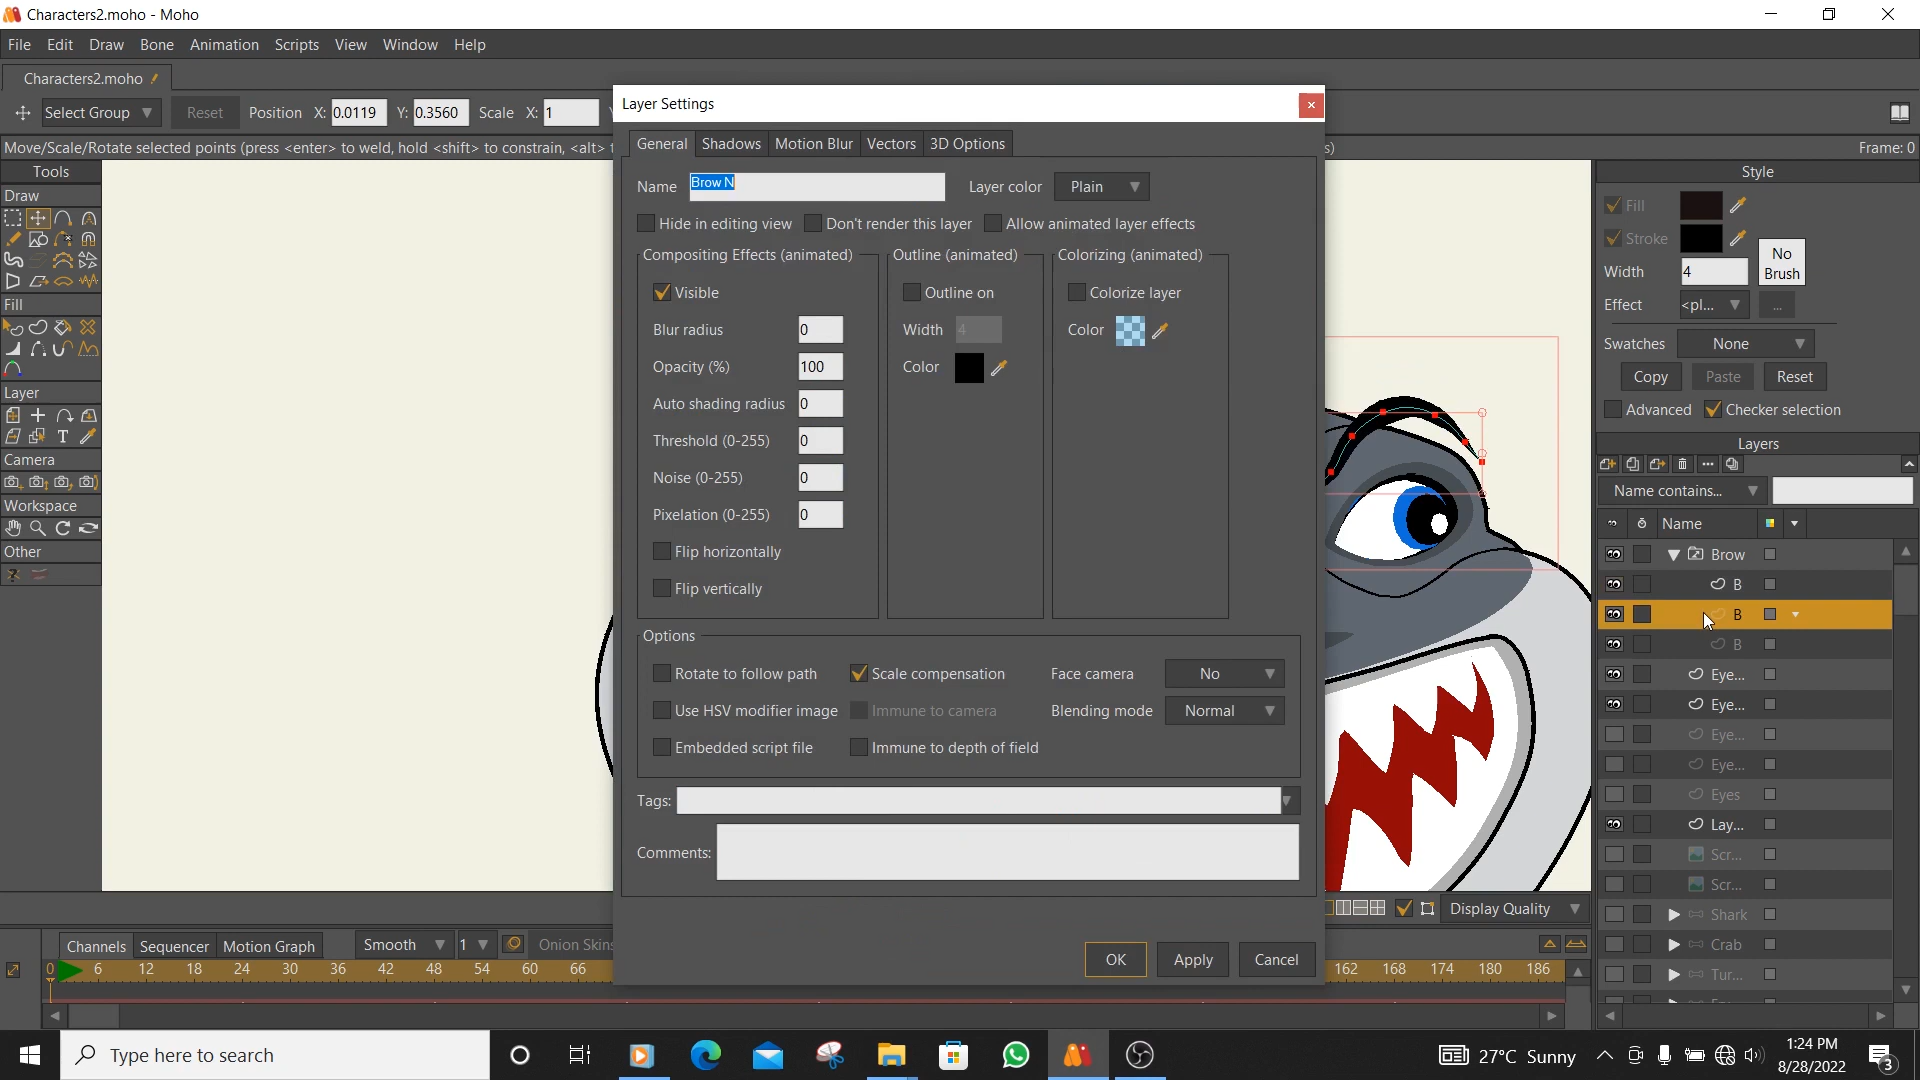 Characters2.moho - Moho
File Edit Draw Bone Animation Scripts View Window Help
Characters2.moho
Select Group Reset Position X: 0.0119 Y: 0.3560 Scale X: 1
Move/Scale/Rotate selected points (press <enter> to weld, hold <shift> to constrain, <alt> t
s) Frame: 0
Layer Settings
General Shadows Motion Blur Vectors 3D Options
Name Brow N Layer color Plain
Hide in editing view Don't render this layer Allow animated layer effects
Compositing Effects (animated) Outline (animated) Colorizing (animated)
Visible Outline on Colorize layer
Blur radius 0 Width 4 Color
Opacity (%) 100 Color
Auto shading radius 0
Threshold (0-255) 0
Noise (0-255) 0
Pixelation (0-255) 0
Flip horizontally
Flip vertically
Options
Rotate to follow path Scale compensation Face camera No
Use HSV modifier image Immune to camera Blending mode Normal
Embedded script file Immune to depth of field
Tags:
Comments:
OK Apply Cancel
Tools
Draw
Fill
Layer
Camera
Workspace
Other
Style
Fill
Stroke
No
Brush
Width 4
Effect <pl... ...
Swatches None
Copy Paste Reset
Advanced Checker selection
Layers
Name contains...
Name
Brow
B
B
B
Eye...
Eye...
Eye...
Eye...
Eyes
Lay...
Scr...
Scr...
Shark
Crab
Tur...
Display Quality
Channels Sequencer Motion Graph Smooth 1 Onion Skins
0 6 12 18 24 30 36 42 48 54 60 66 162 168 174 180 186
Type here to search
27°C Sunny
1:24 PM
8/28/2022
3